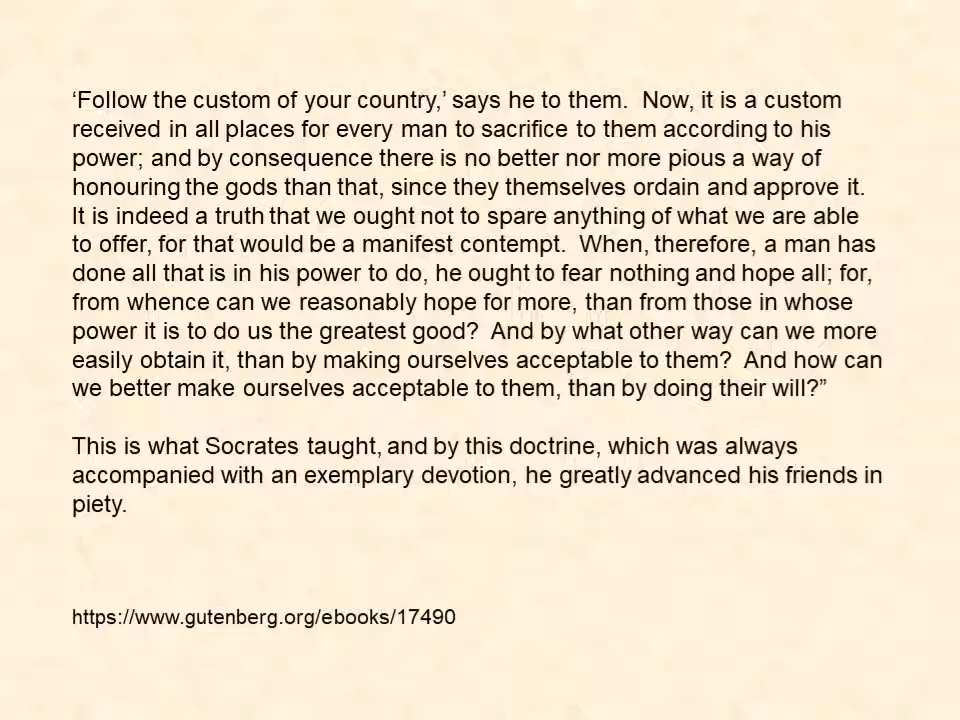 ‘Follow the custom of your country,’ says he to them.  Now, it is a custom
received in all places for every man to sacrifice to them according to his
power; and by consequence there is no better nor more pious a way of
honouring the gods than that, since they themselves ordain and approve it.
It is indeed a truth that we ought not to spare anything of what we are able
to offer, for that would be a manifest contempt.  When, therefore, a man has
done all that is in his power to do, he ought to fear nothing and hope all; for,
from whence can we reasonably hope for more, than from those in whose
power it is to do us the greatest good?  And by what other way can we more
easily obtain it, than by making ourselves acceptable to them?  And how can
we better make ourselves acceptable to them, than by doing their will?”
This is what Socrates taught, and by this doctrine, which was always
accompanied with an exemplary devotion, he greatly advanced his friends in
piety.
https://www.gutenberg.org/ebooks/17490